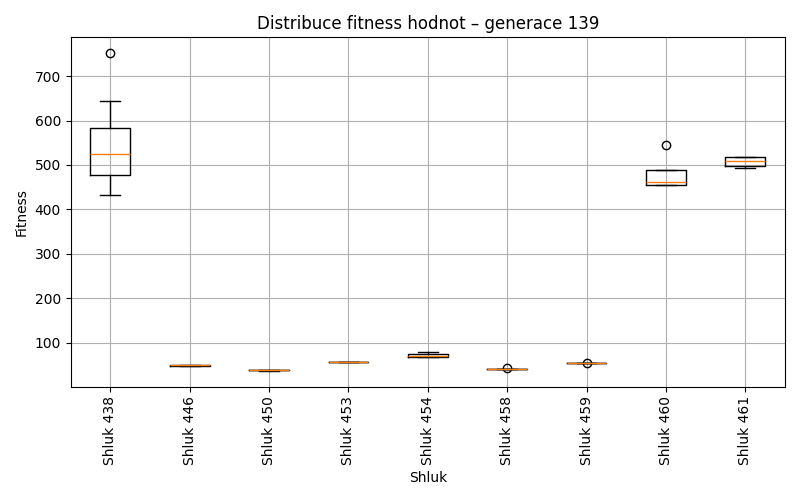 Distribuce fitness hodnot – generace 139
Fitness
700
600
500
400
300
200
100
Shluk 438
Shluk 446
Shluk 450
Shluk 453
Shluk 454
Shluk 458
Shluk 459
Shluk 460
Shluk 461
Shluk